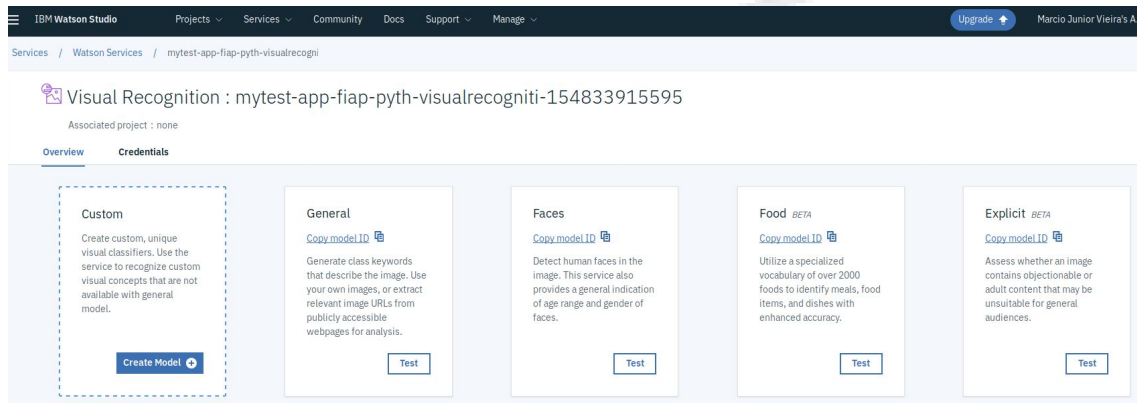 IBM Watson Studio Projects Services Community Docs Support Manage Upgrade Marcio Junior Vieira's A
Services / Watson Services / mytest-app-fiap-pyth-visualrecogni
Visual Recognition : mytest-app-fiap-pyth-visualrecogniti-154833915595
Associated project : none
Overview Credentials
Custom
Create custom, unique
visual classifiers. Use the
service to recognize custom
visual concepts that are not
available with general
model.
Create Model
General
Copy model ID
Generate class keywords
that describe the image. Use
your own images, or extract
relevant image URLs from
publicly accessible
webpages for analysis.
Test
Faces
Copy model ID
Detect human faces in the
image. This service also
provides a general indication
of age range and gender of
faces.
Test
Food BETA
Copy model ID
Utilize a specialized
vocabulary of over 2000
foods to identify meals, food
items, and dishes with
enhanced accuracy.
Test
Explicit BETA
Copy model ID
Assess whether an image
contains objectionable or
adult content that may be
unsuitable for general
audiences.
Test